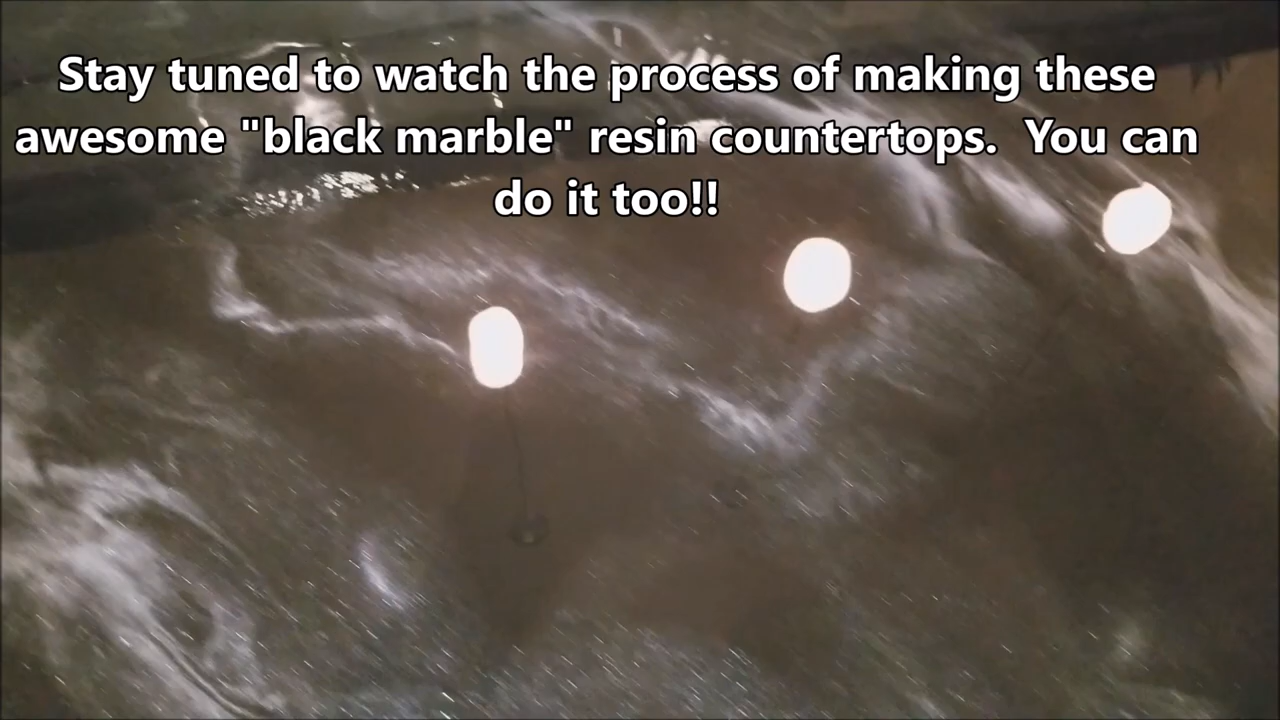 Stay tuned to watch the process of making these
awesome "black marble" resin countertops.  You can
do it too!!